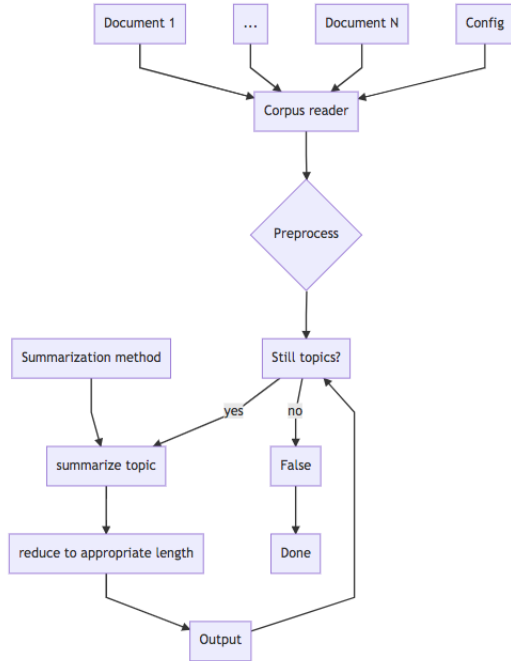 Document 1
...
Document N
Config
Corpus reader
Preprocess
Summarization method
Still topics?
yes
no
summarize topic
False
reduce to appropriate length
Done
Output